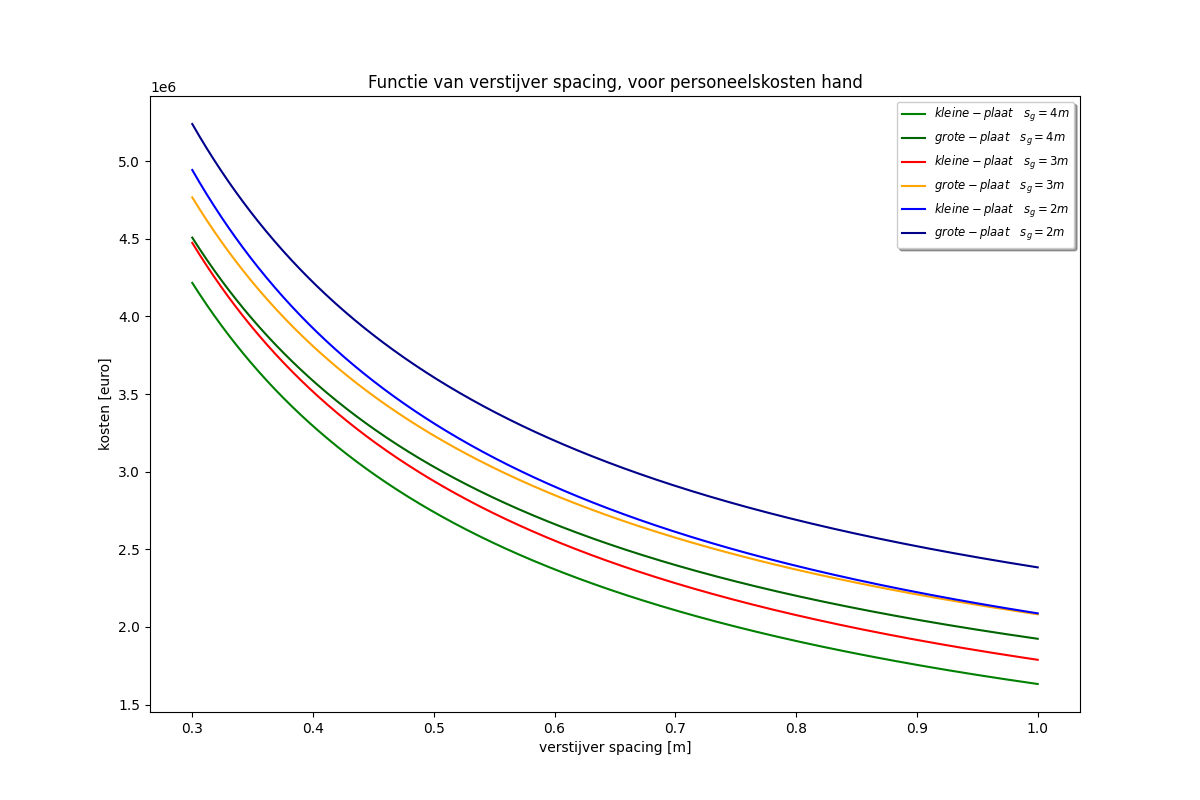 Functie van verstijver spacing, voor personeelskosten hand
1e6
kleine − plaat s_g = 4m
grote − plaat s_g = 4m
kleine − plaat s_g = 3m
grote − plaat s_g = 3m
kleine − plaat s_g = 2m
grote − plaat s_g = 2m
5.0
4.5
4.0
3.5
3.0
2.5
2.0
1.5
kosten [euro]
0.3 0.4 0.5 0.6 0.7 0.8 0.9 1.0
verstijver spacing [m]